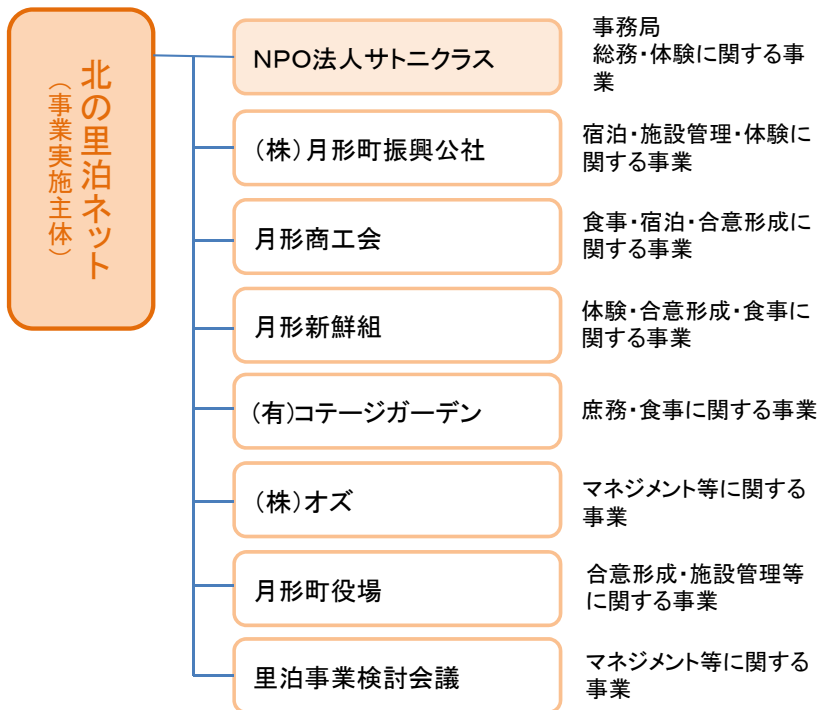 北の里泊ネット
（事業実施主体）
NPO法人サトニクラス
事務局
総務・体験に関する事
業
（株）月形町振興公社
宿泊・施設管理・体験に
関する事業
月形商工会
食事・宿泊・合意形成に
関する事業
月形新鮮組
体験・合意形成・食事に
関する事業
(有)コテージガーデン
庶務・食事に関する事業
（株）オズ
マネジメント等に関する
事業
月形町役場
合意形成・施設管理等
に関する事業
里泊事業検討会議
マネジメント等に関する
事業